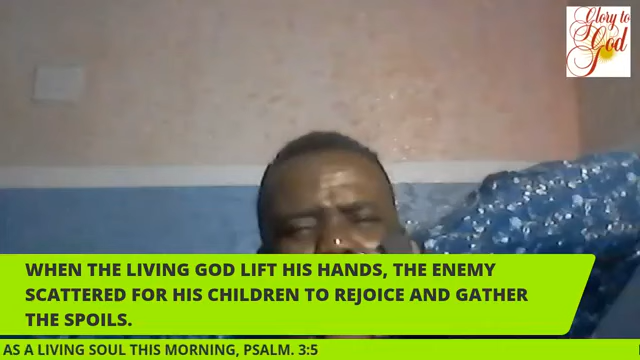 Glory to
God
WHEN THE LIVING GOD LIFT HIS HANDS, THE ENEMY
SCATTERED FOR HIS CHILDREN TO REJOICE AND GATHER
THE SPOILS.
AS A LIVING SOUL THIS MORNING, PSALM. 3:5